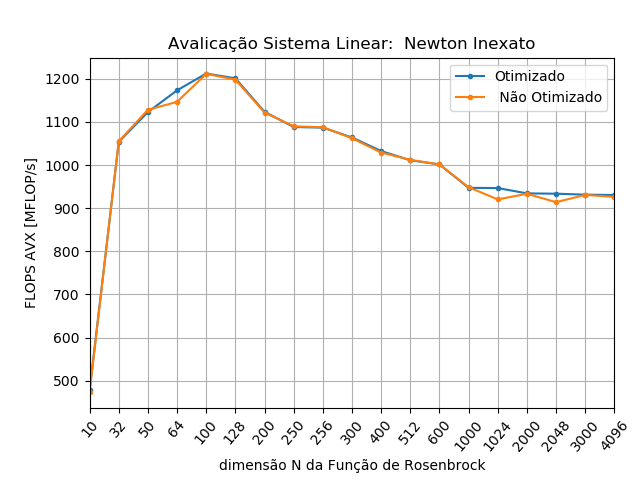 Avalicação Sistema Linear:  Newton Inexato
Otimizado
Não Otimizado
FLOPS AVX [MFLOP/s]
1200
1100
1000
900
800
700
600
500
10 32 50 64 100 128 200 250 256 300 400 512 600 1000 1024 2000 2048 3000 4096
dimensão N da Função de Rosenbrock